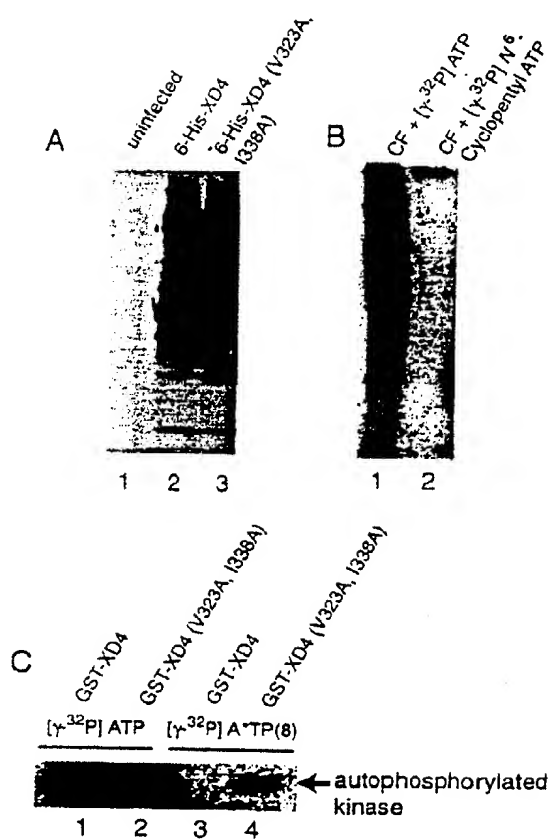 A
uninfected
6-His-XD4
6-His-XD4 (V323A,
I338A)
1 2 3
B
CF + [γ-32P] ATP
CF + [γ-32P] N6-
Cyclopentyl ATP
1 2
C
GST-XD4
GST-XD4 (V323A, I338A)
GST-XD4
GST-XD4 (V323A, I338A)
[γ-32P] ATP [γ-32P] A*TP(8)
autophosphorylated
kinase
1 2 3 4